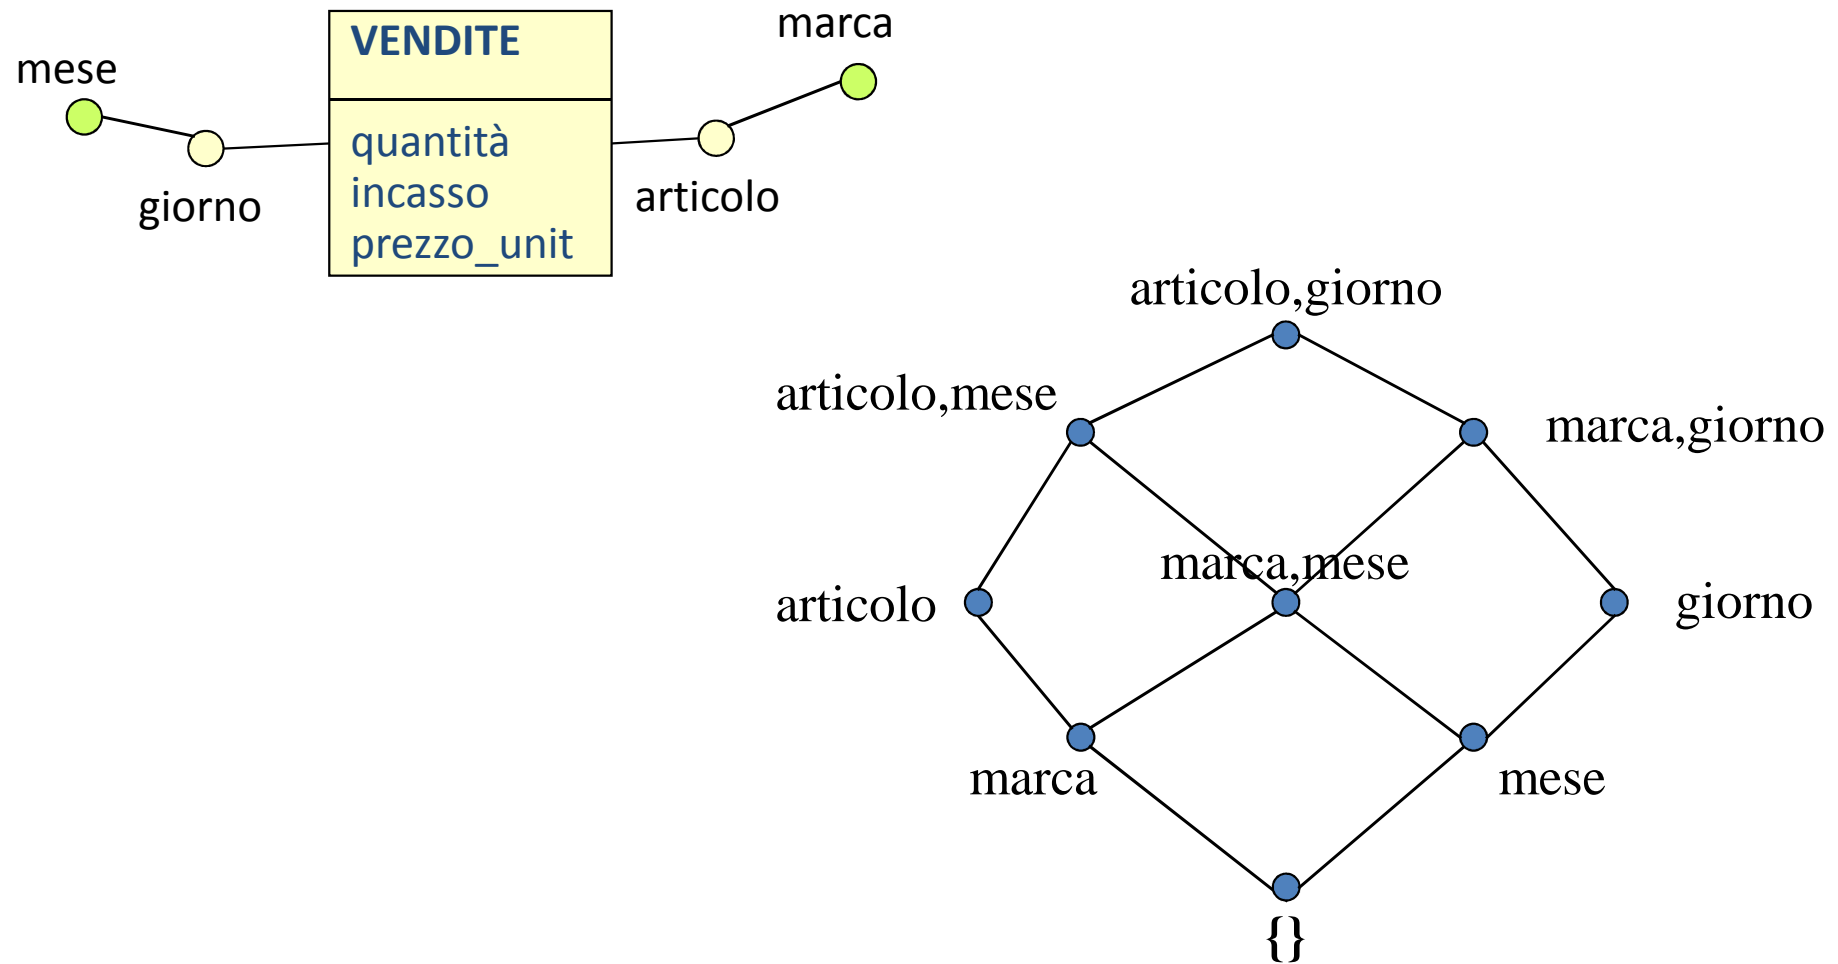 mese
giorno
VENDITE
quantità
incasso
prezzo_unit
marca
articolo
articolo,giorno
articolo,mese
marca,giorno
marca,mese
articolo
giorno
marca
mese
{}